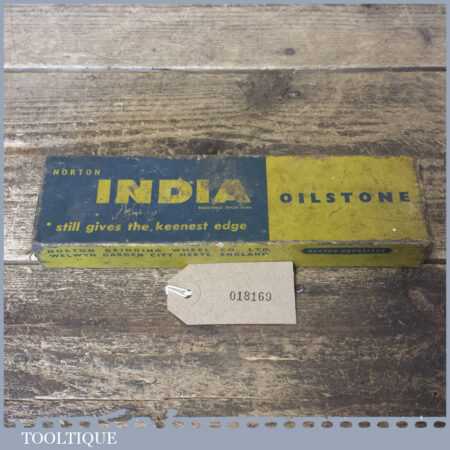 NORTON
INDIA
OILSTONE
still gives the keenest edge
NORTON GRINDING WHEEL CO. LTD.
WELWYN GARDEN CITY HERTS. ENGLAND
018169
TOOLTIQUE